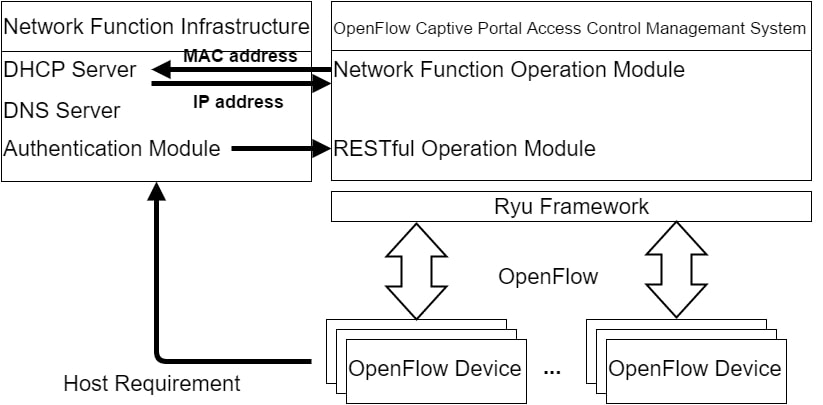 Network Function Infrastructure
OpenFlow Captive Portal Access Control Managemant System
MAC address
DHCP Server
Network Function Operation Module
IP address
DNS Server
Authentication Module
RESTful Operation Module
Ryu Framework
OpenFlow
OpenFlow Device
...
OpenFlow Device
Host Requirement